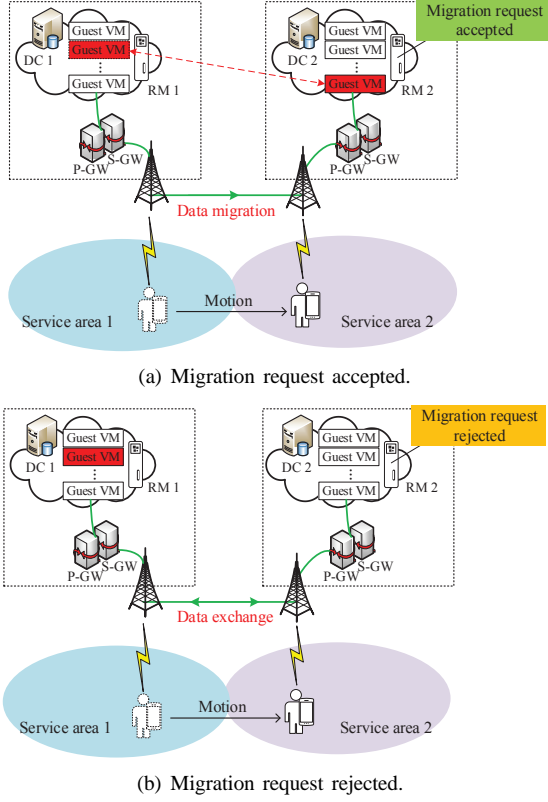 Guest VM
Guest VM
Guest VM
DC 1
RM 1
P-GW
S-GW
Guest VM
Guest VM
Guest VM
DC 2
RM 2
P-GW
S-GW
Migration request
accepted
Data migration
Motion
Service area 1
Service area 2
(a) Migration request accepted.
Guest VM
Guest VM
Guest VM
DC 1
RM 1
P-GW
S-GW
Guest VM
Guest VM
Guest VM
DC 2
RM 2
P-GW
S-GW
Migration request
rejected
Data exchange
Motion
Service area 1
Service area 2
(b) Migration request rejected.